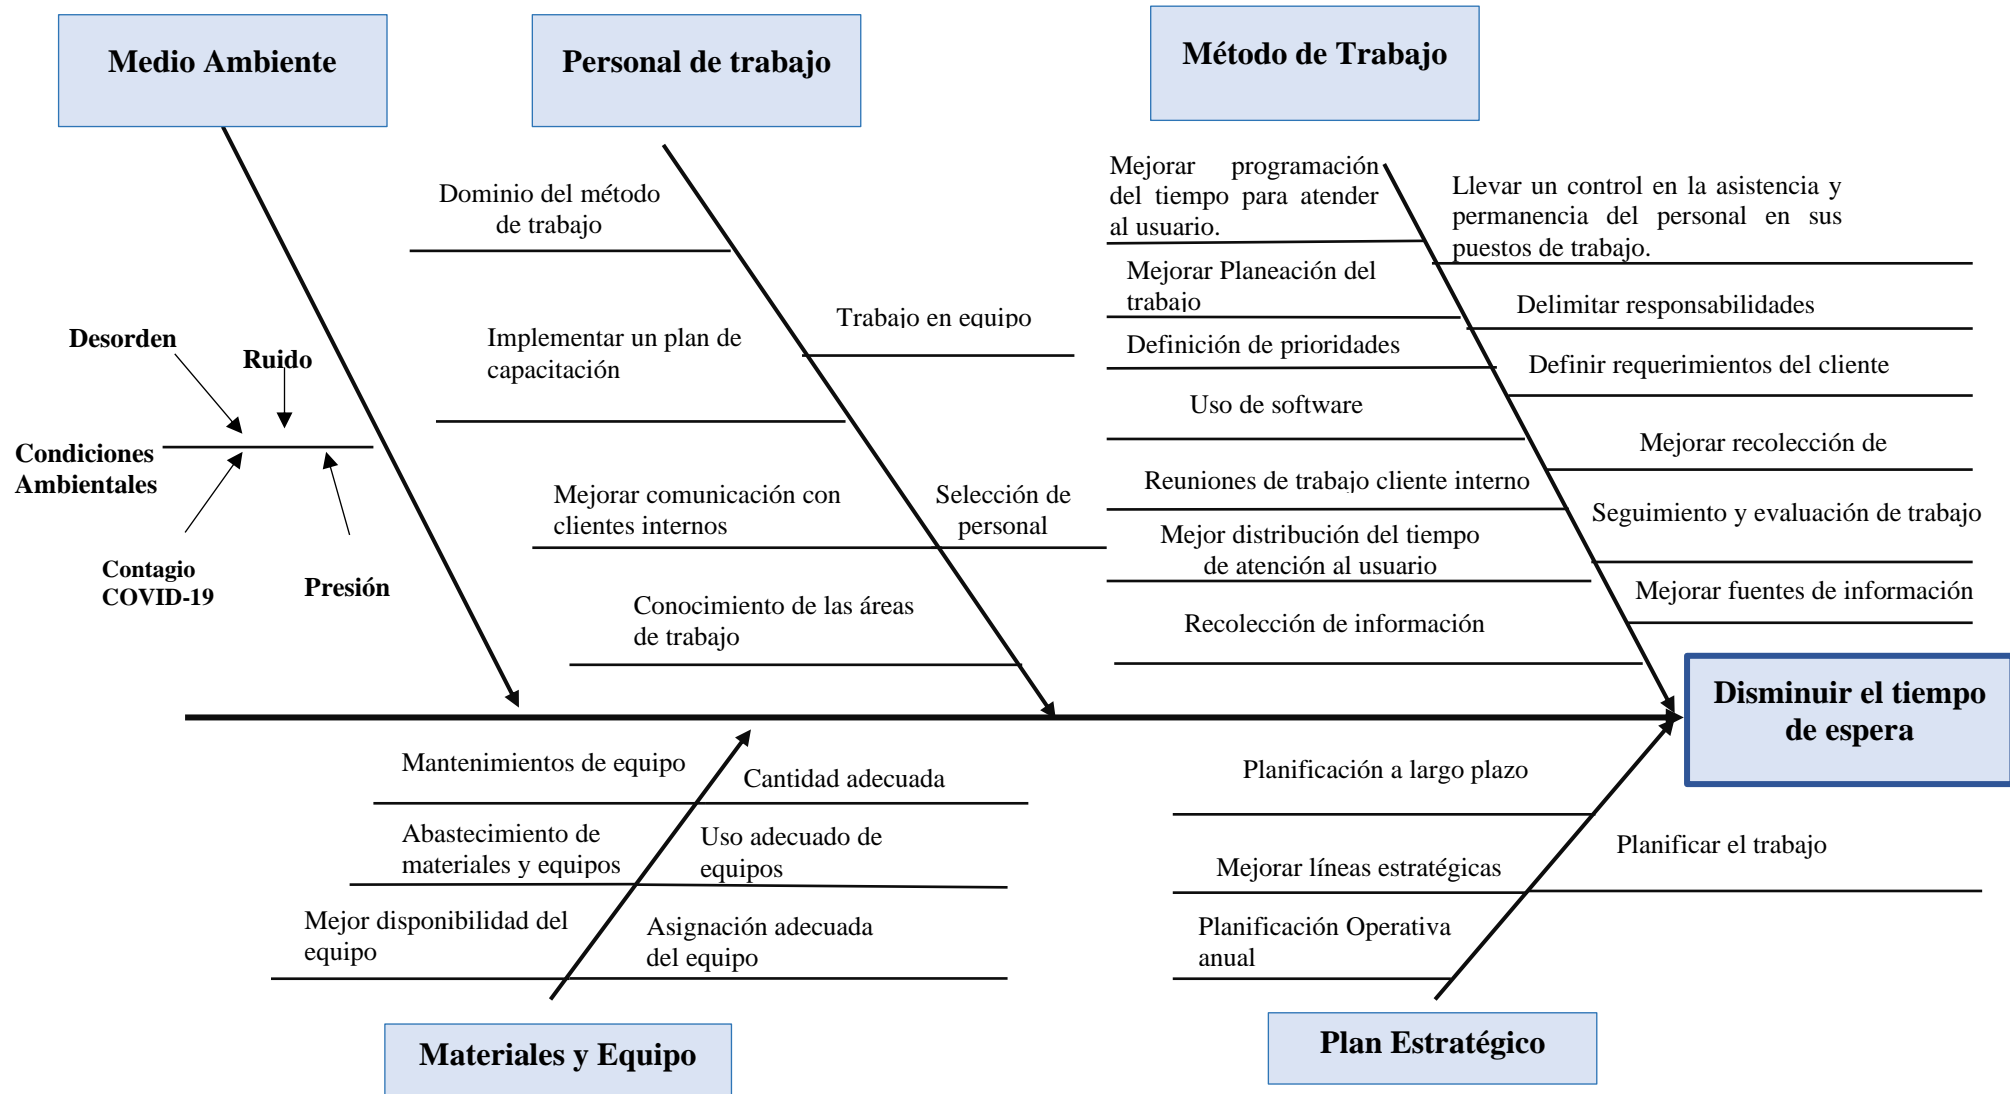 Medio Ambiente
Personal de trabajo
Método de Trabajo
Desorden
Ruido
Condiciones
Ambientales
Contagio
COVID-19
Presión
Dominio del método
de trabajo
Implementar un plan de
capacitación
Mejorar comunicación con
clientes internos
Conocimiento de las áreas
de trabajo
Trabajo en equipo
Selección de
personal
Mejorar programación
del tiempo para atender
al usuario.
Mejorar Planeación del
trabajo
Definición de prioridades
Uso de software
Reuniones de trabajo cliente interno
Mejor distribución del tiempo
de atención al usuario
Recolección de información
Llevar un control en la asistencia y
permanencia del personal en sus
puestos de trabajo.
Delimitar responsabilidades
Definir requerimientos del cliente
Mejorar recolección de
Seguimiento y evaluación de trabajo
Mejorar fuentes de información
Disminuir el tiempo
de espera
Mantenimientos de equipo
Abastecimiento de
materiales y equipos
Mejor disponibilidad del
equipo
Cantidad adecuada
Uso adecuado de
equipos
Asignación adecuada
del equipo
Planificación a largo plazo
Mejorar líneas estratégicas
Planificación Operativa
anual
Planificar el trabajo
Materiales y Equipo
Plan Estratégico